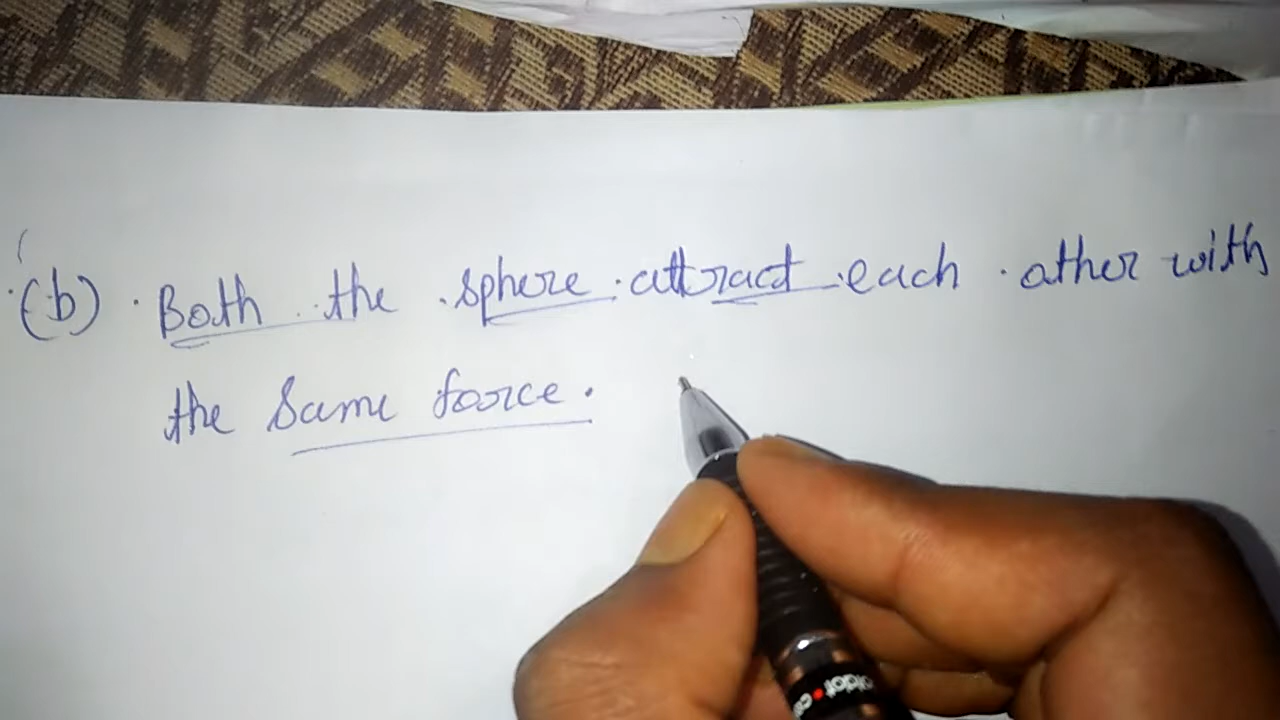 (b) Both the sphere attract each other with
the same force.